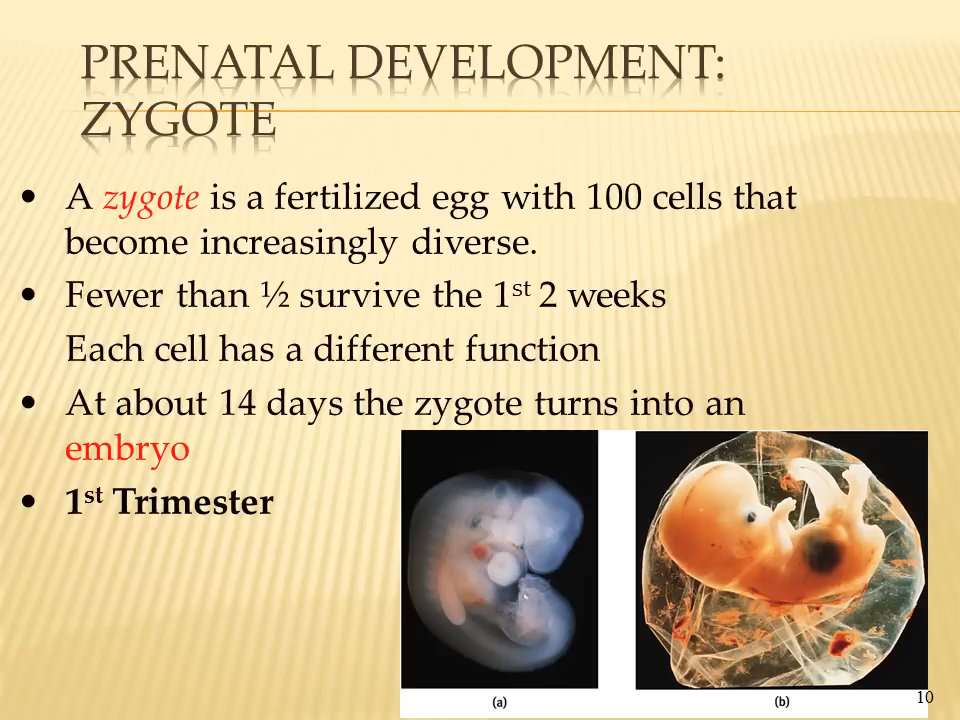 PRENATAL DEVELOPMENT:
ZYGOTE
• A zygote is a fertilized egg with 100 cells that
become increasingly diverse.
• Fewer than ½ survive the 1st 2 weeks
Each cell has a different function
• At about 14 days the zygote turns into an
embryo
• 1st Trimester
(a) (b)
10